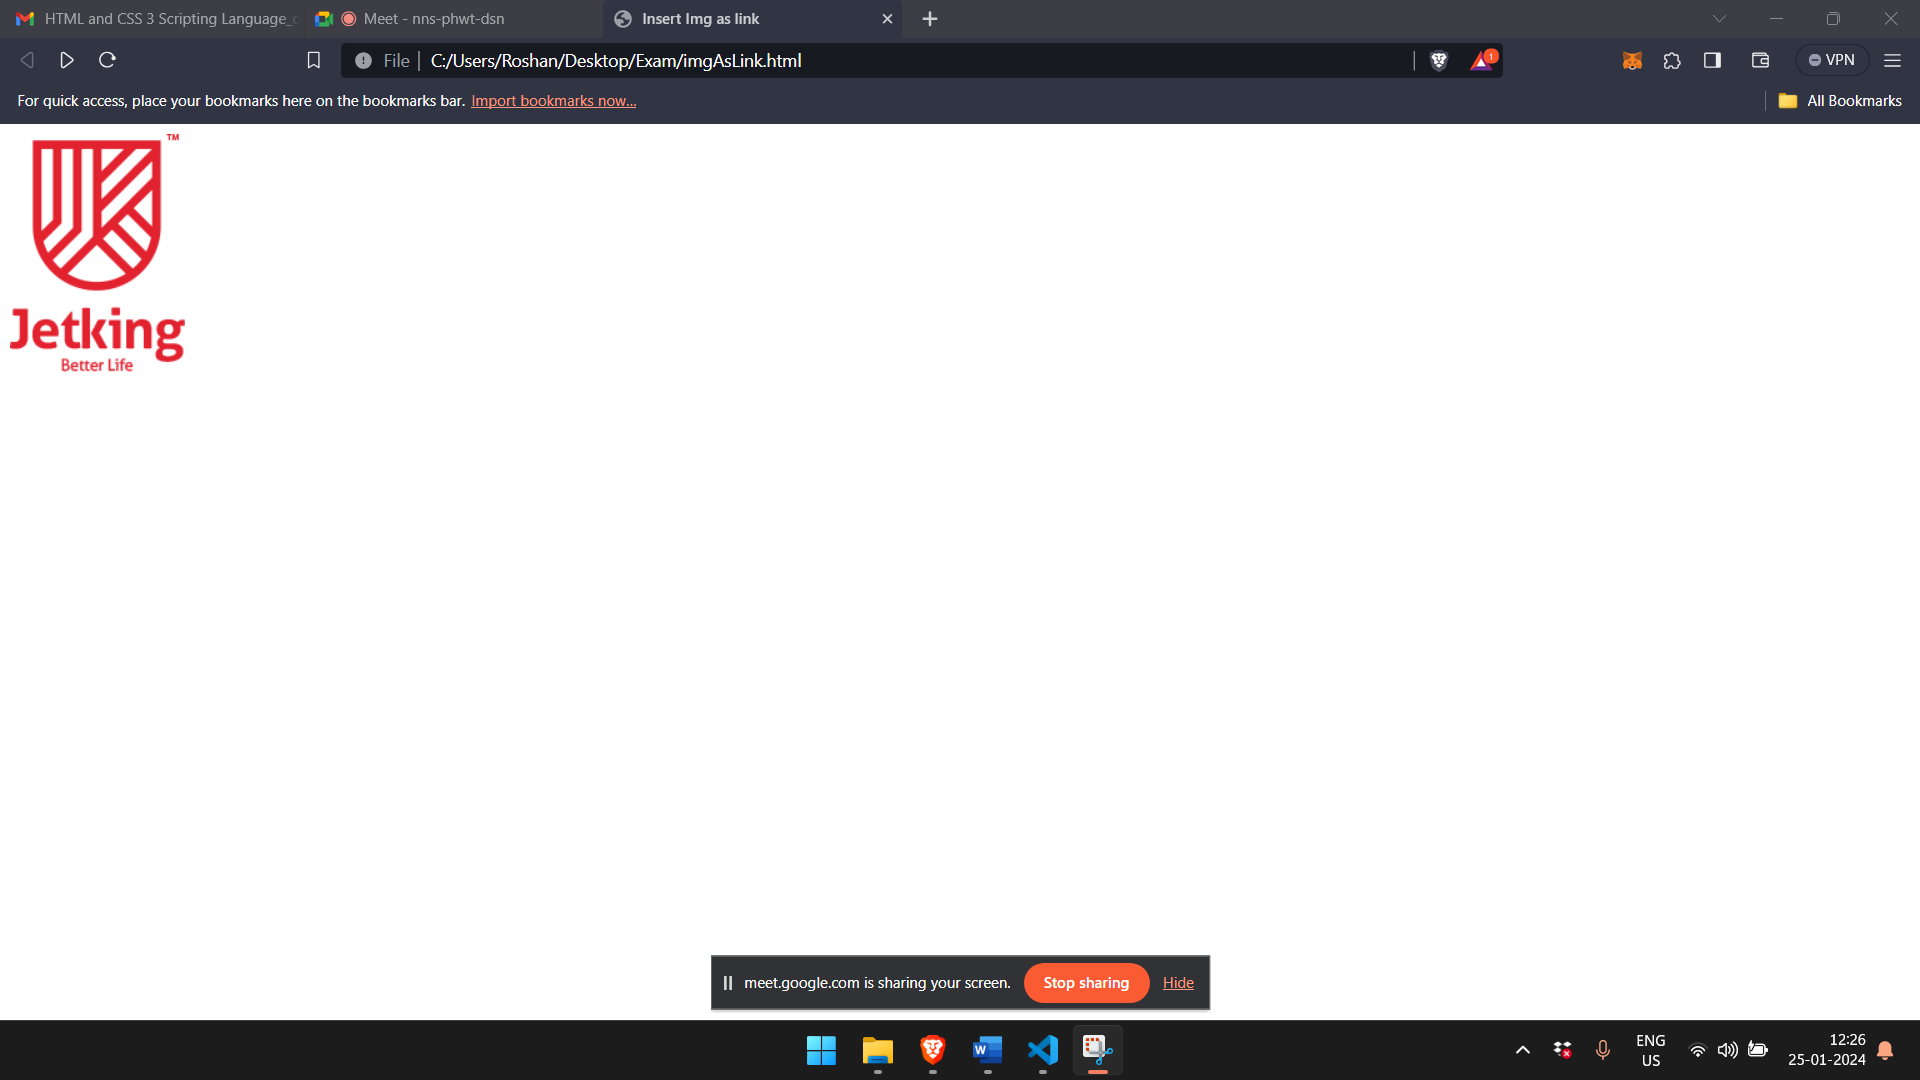 HTML and CSS 3 Scripting Language_
Meet - nns-phwt-dsn
Insert Img as link
File
C:/Users/Roshan/Desktop/Exam/imgAsLink.html
1
VPN
For quick access, place your bookmarks here on the bookmarks bar. Import bookmarks now...
All Bookmarks
TM
Jetking
Better Life
meet.google.com is sharing your screen.
Stop sharing
Hide
W
ENG
US
12:26
25-01-2024